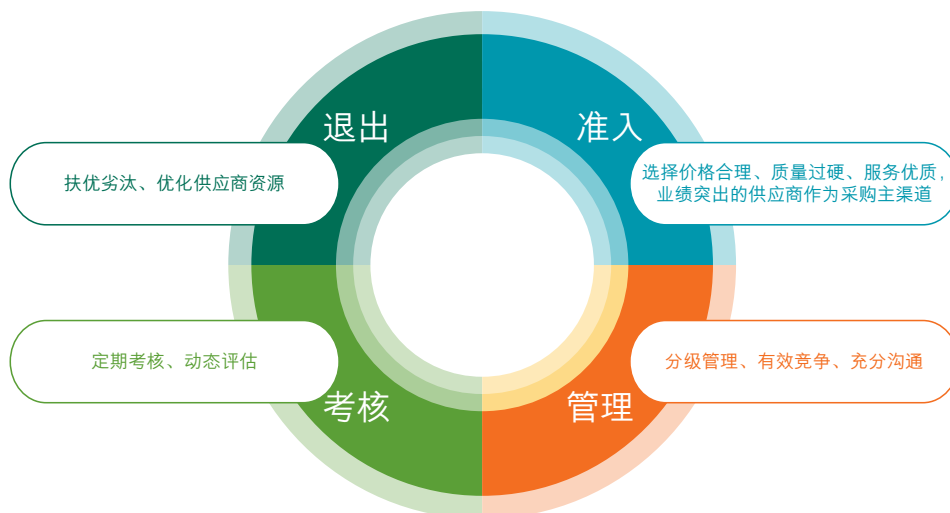 退出
准入
扶优劣汰、优化供应商资源
选择价格合理、质量过硬、服务优质，
业绩突出的供应商作为采购主渠道
定期考核、动态评估
分级管理、有效竞争、充分沟通
考核
管理